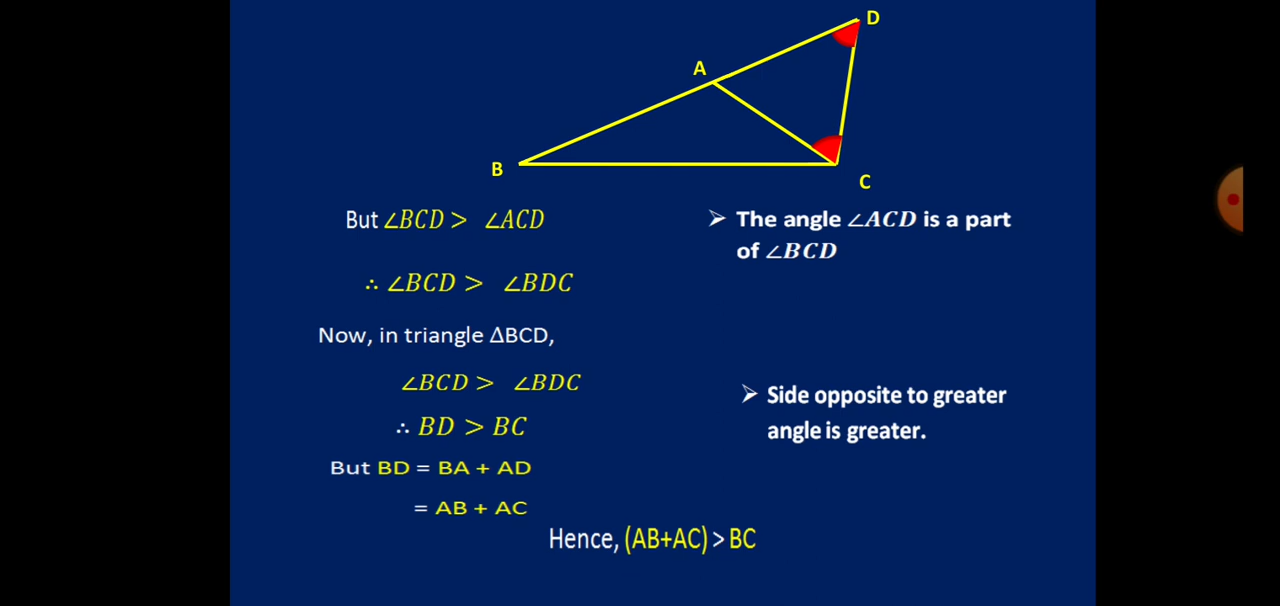 D
A
B
C
But ∠BCD > ∠ACD
➢ The angle ∠ACD is a part
of ∠BCD
∴ ∠BCD > ∠BDC
Now, in triangle ΔBCD,
∠BCD > ∠BDC
➢ Side opposite to greater
angle is greater.
∴ BD > BC
But BD = BA + AD
= AB + AC
Hence, (AB+AC) > BC